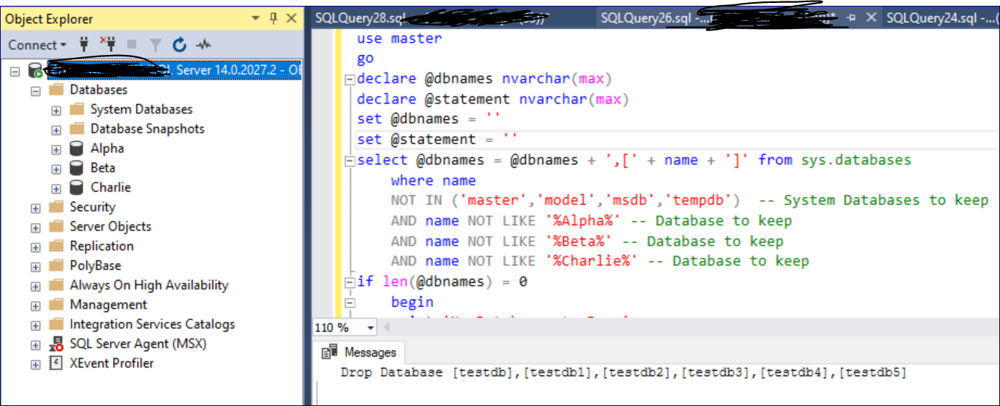 Object Explorer
Connect
SQL Server 14.0.2027.2 - OE
Databases
System Databases
Database Snapshots
Alpha
Beta
Charlie
Security
Server Objects
Replication
PolyBase
Always On High Availability
Management
Integration Services Catalogs
SQL Server Agent (MSX)
XEvent Profiler
SQLQuery28.sql
SQLQuery26.sql -...
SQLQuery24.sql -...(
use master
go
declare @dbnames nvarchar(max)
declare @statement nvarchar(max)
set @dbnames = ''
set @statement = ''
select @dbnames = @dbnames + ',[' + name + ']' from sys.databases
where name
NOT IN ('master','model','msdb','tempdb')  -- System Databases to keep
AND name NOT LIKE '%Alpha%' -- Database to keep
AND name NOT LIKE '%Beta%' -- Database to keep
AND name NOT LIKE '%Charlie%' -- Database to keep
if len(@dbnames) = 0
begin
110 %
Messages
Drop Database [testdb],[testdb1],[testdb2],[testdb3],[testdb4],[testdb5]